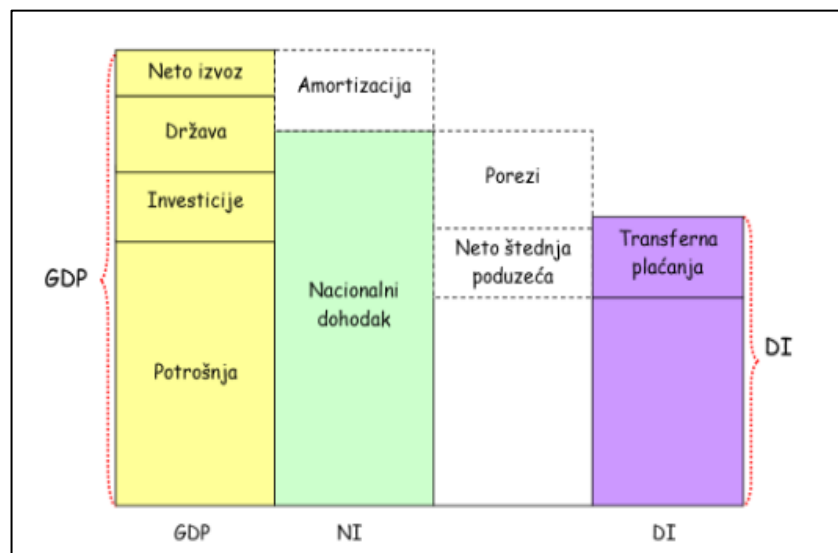 Neto izvoz
Amortizacija
Država
Porezi
Investicije
Neto štednja
poduzeća
Transferna
plaćanja
GDP
Nacionalni
dohodak
DI
Potrošnja
GDP
NI
DI